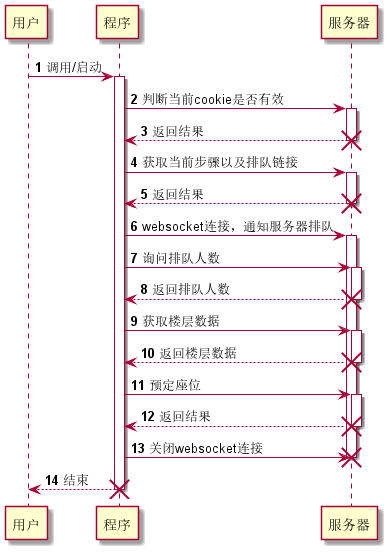 用户 程序 服务器
1 调用/启动
2 判断当前cookie是否有效
3 返回结果
4 获取当前步骤以及排队链接
5 返回结果
6 websocket连接，通知服务器排队
7 询问排队人数
8 返回排队人数
9 获取楼层数据
10 返回楼层数据
11 预定座位
12 返回结果
13 关闭websocket连接
14 结束
用户 程序 服务器